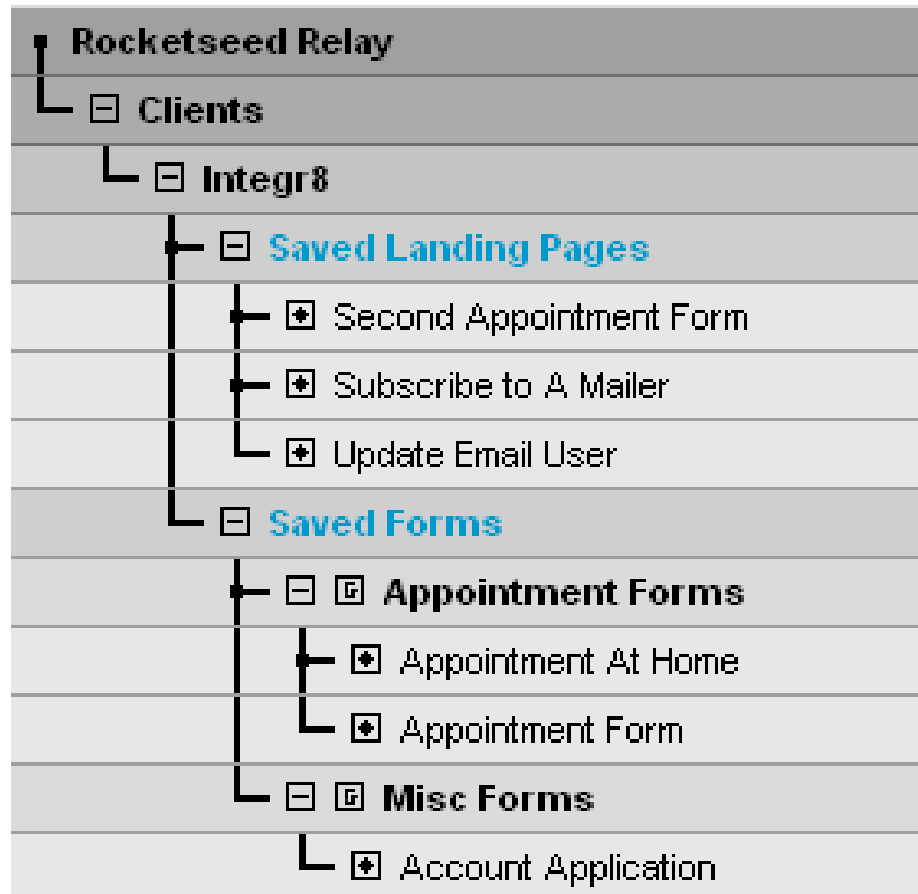 Rocketseed Relay
Clients
Integr8
Saved Landing Pages
Second Appointment Form
Subscribe to A Mailer
Update Email User
Saved Forms
G Appointment Forms
Appointment At Home
Appointment Form
G Misc Forms
Account Application